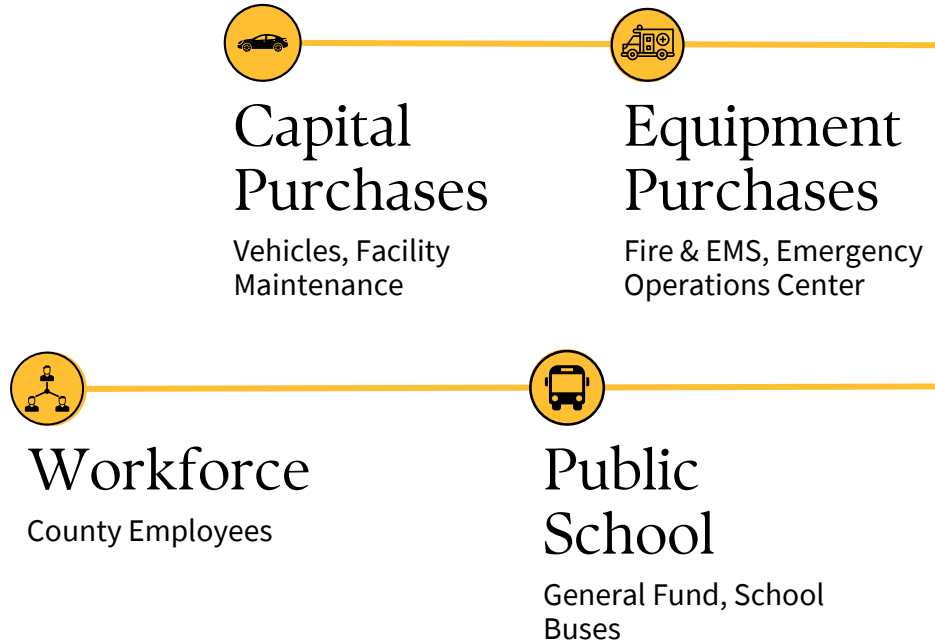 Capital
Purchases
Vehicles, Facility
Maintenance
Equipment
Purchases
Fire & EMS, Emergency
Operations Center
Workforce
County Employees
Public
School
General Fund, School
Buses